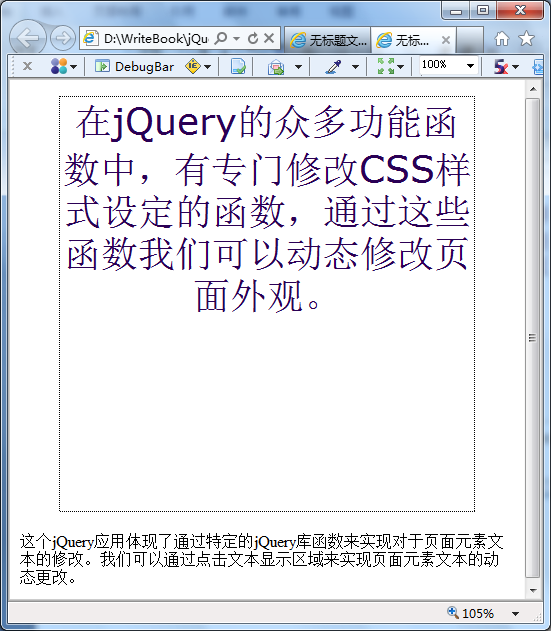 D:\WriteBook\jQu
无标题文...
无标...
DebugBar
100%
在jQuery的众多功能函
数中，有专门修改CSS样
式设定的函数，通过这些
函数我们可以动态修改页
面外观。
这个jQuery应用体现了通过特定的jQuery库函数来实现对于页面元素文
本的修改。我们可以通过点击文本显示区域来实现页面元素文本的动
态更改。
105%